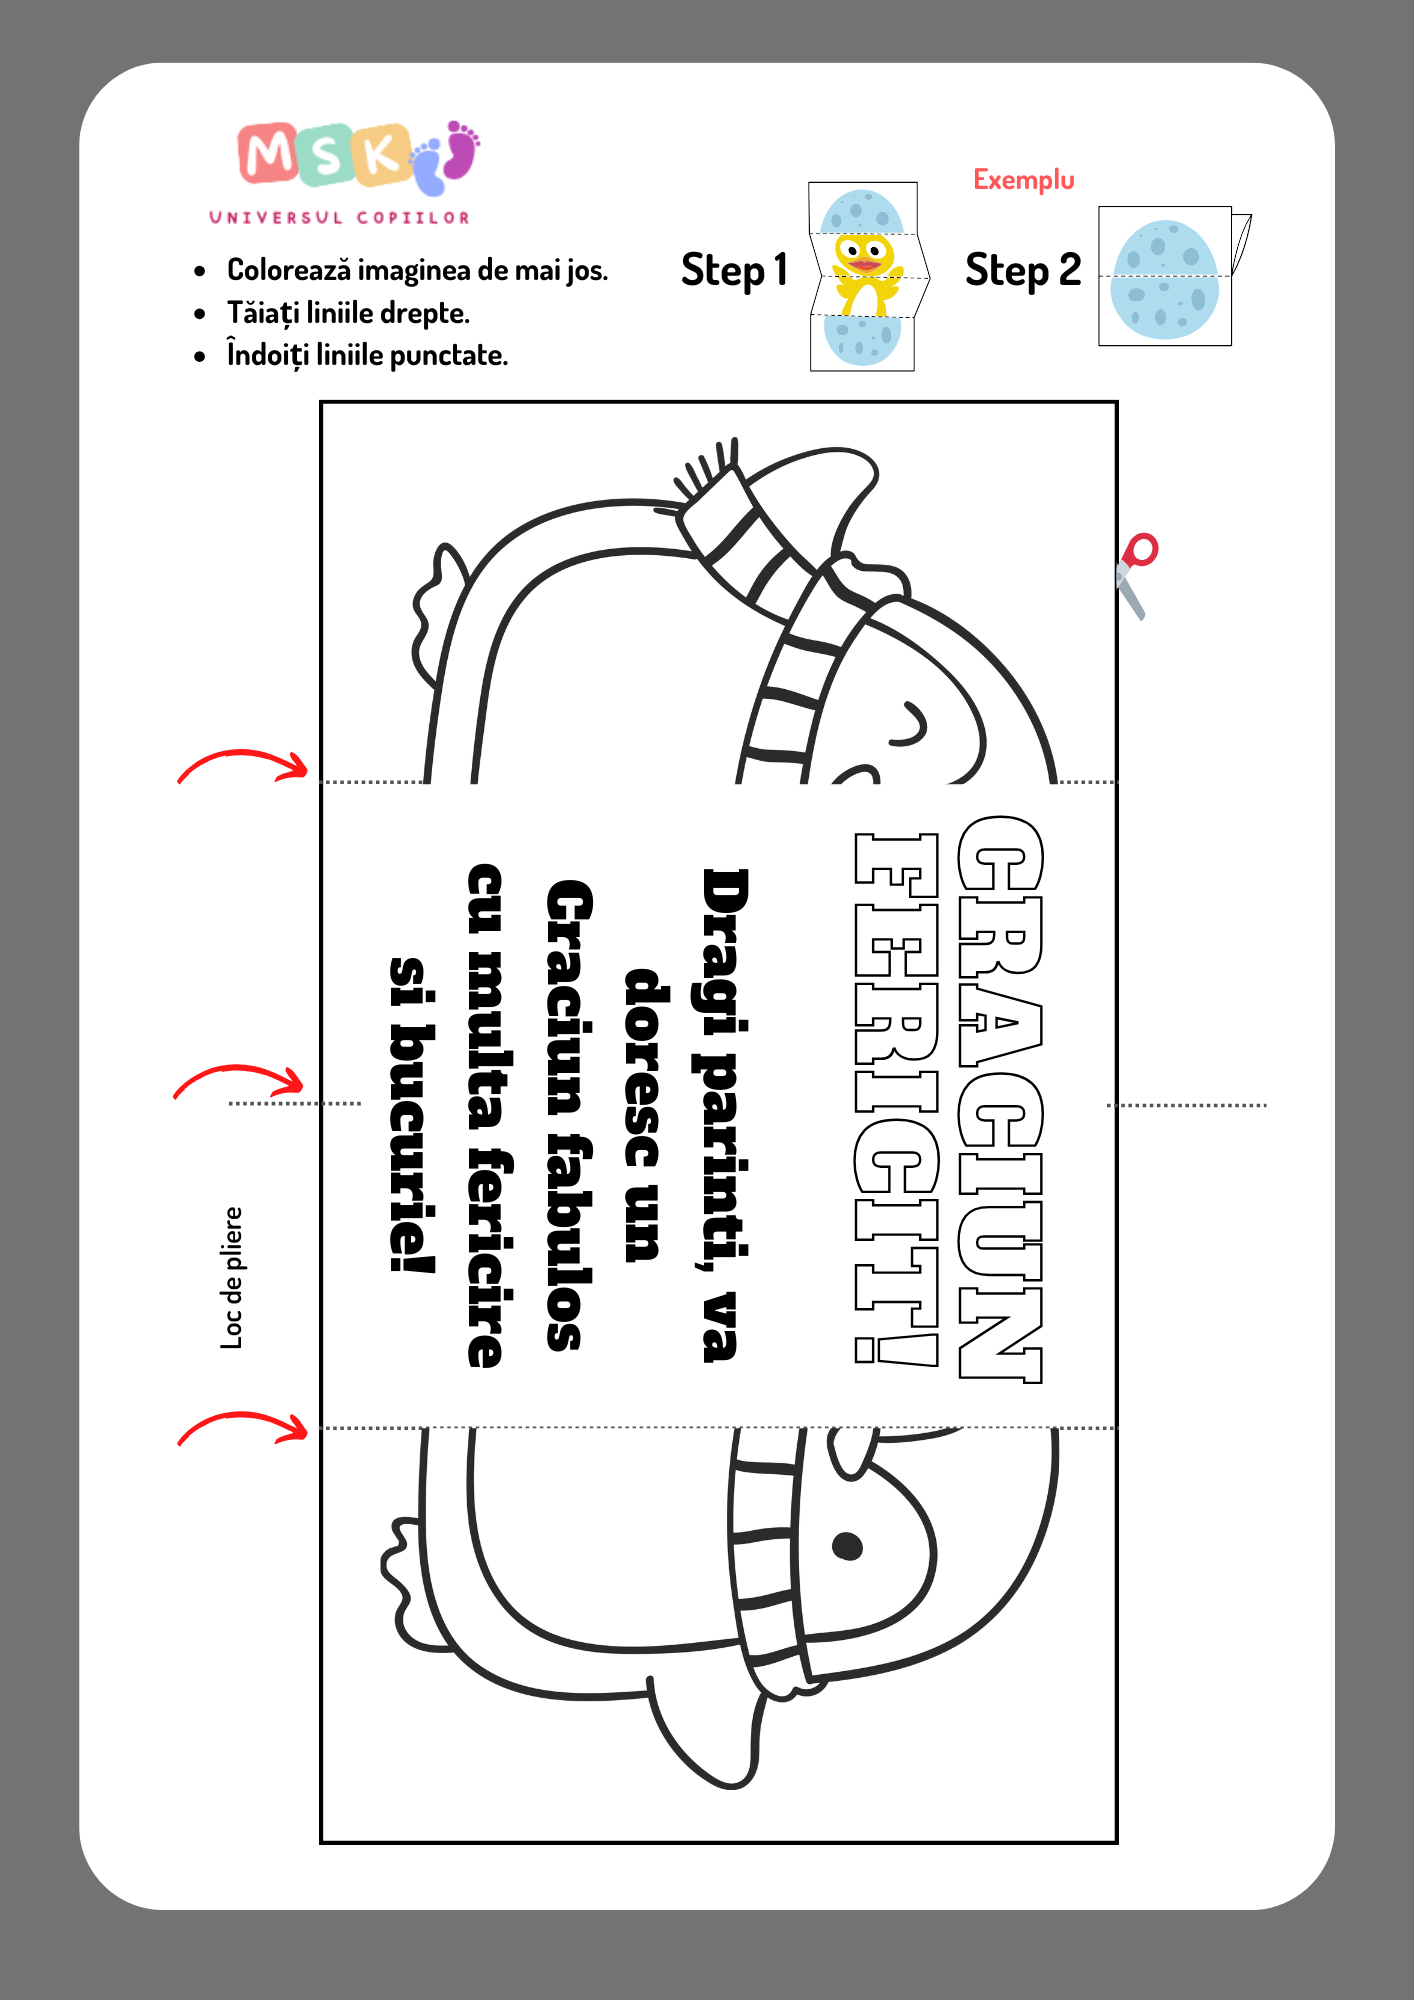 MSK
UNIVERSUL COPIILOR
Exemplu
Step 1
Step 2
• Colorează imaginea de mai jos.
• Tăiați liniile drepte.
• Îndoiți liniile punctate.
CRACIUN
FERICIT!
Dragi parinti, va
doresc un
Craciun fabulos
cu multa fericire
si bucurie!
Loc de pliere